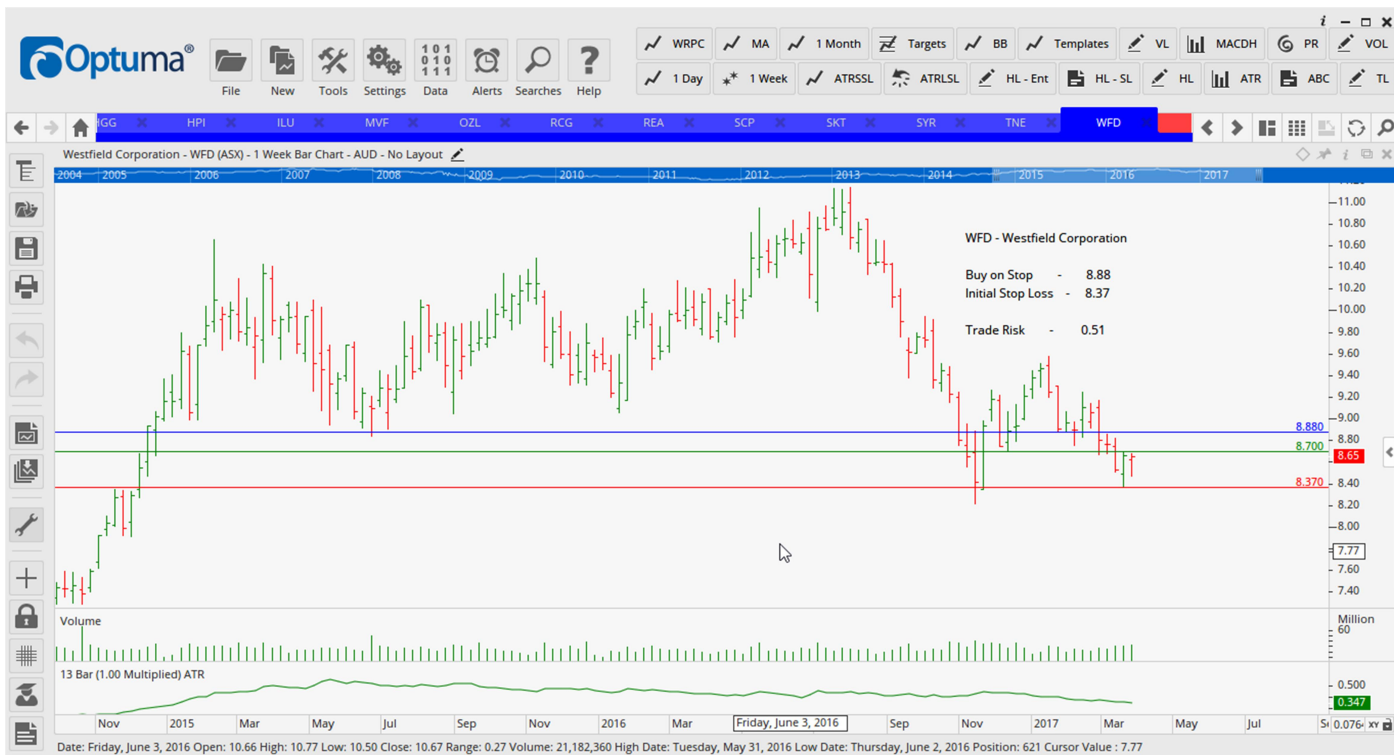 Optuma®
File New Tools Settings Data Alerts Searches Help
101
010
111
WRPC MA 1 Month Targets BB Templates VL MACDH PR VOL
1 Day 1 Week ATRSSL ATRLSL HL - Ent HL - SL HL ATR ABC TL
HPI ILU MVF OZL RCG REA SCP SKT SYR TNE WFD
Westfield Corporation - WFD (ASX) - 1 Week Bar Chart - AUD - No Layout
2004 2005 2006 2007 2008 2009 2010 2011 2012 2013 2014 2015 2016 2017
11.00
10.80
10.60
10.40
10.20
10.00
9.80
9.60
9.40
9.20
9.00
8.80
8.65
8.40
8.20
8.00
7.77
7.60
7.40
WFD - Westfield Corporation
Buy on Stop - 8.88
Initial Stop Loss - 8.37
Trade Risk - 0.51
8.880
8.700
8.370
Volume
Million
60
13 Bar (1.00 Multiplied) ATR
0.500
0.347
Nov 2015 Mar May Jul Sep Nov 2016 Mar Friday, June 3, 2016 Sep Nov 2017 Mar May Jul 0.076 XY
Date: Friday, June 3, 2016 Open: 10.66 High: 10.77 Low: 10.50 Close: 10.67 Range: 0.27 Volume: 21,182,360 High Date: Tuesday, May 31, 2016 Low Date: Thursday, June 2, 2016 Position: 621 Cursor Value : 7.77